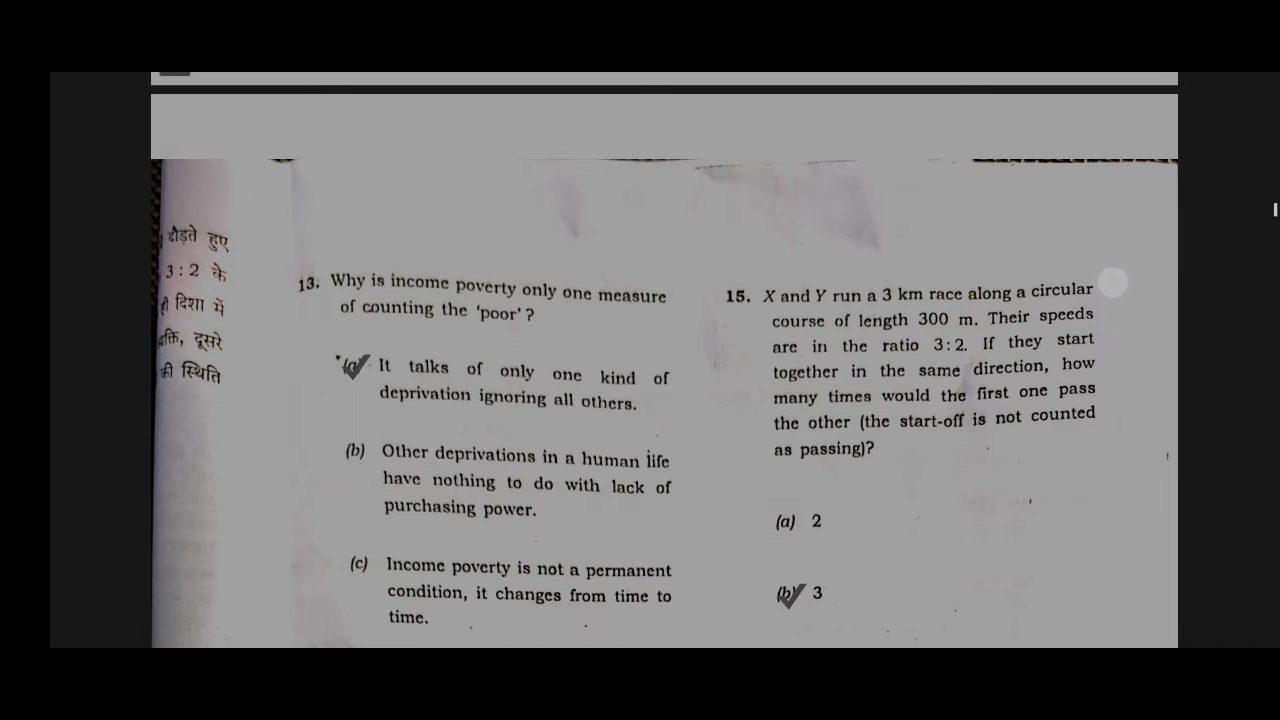 दौड़ते हुए
3 : 2 के
दिशा में
दूसरे
की स्थिति
13. Why is income poverty only one measure
of counting the 'poor' ?
(a) It talks of only one kind of
deprivation ignoring all others.
(b) Other deprivations in a human life
have nothing to do with lack of
purchasing power.
(c) Income poverty is not a permanent
condition, it changes from time to
time.
15. X and Y run a 3 km race along a circular
course of length 300 m. Their speeds
are in the ratio 3 : 2. If they start
together in the same direction, how
many times would the first one pass
the other (the start-off is not counted
as passing)?
(a) 2
(b) 3